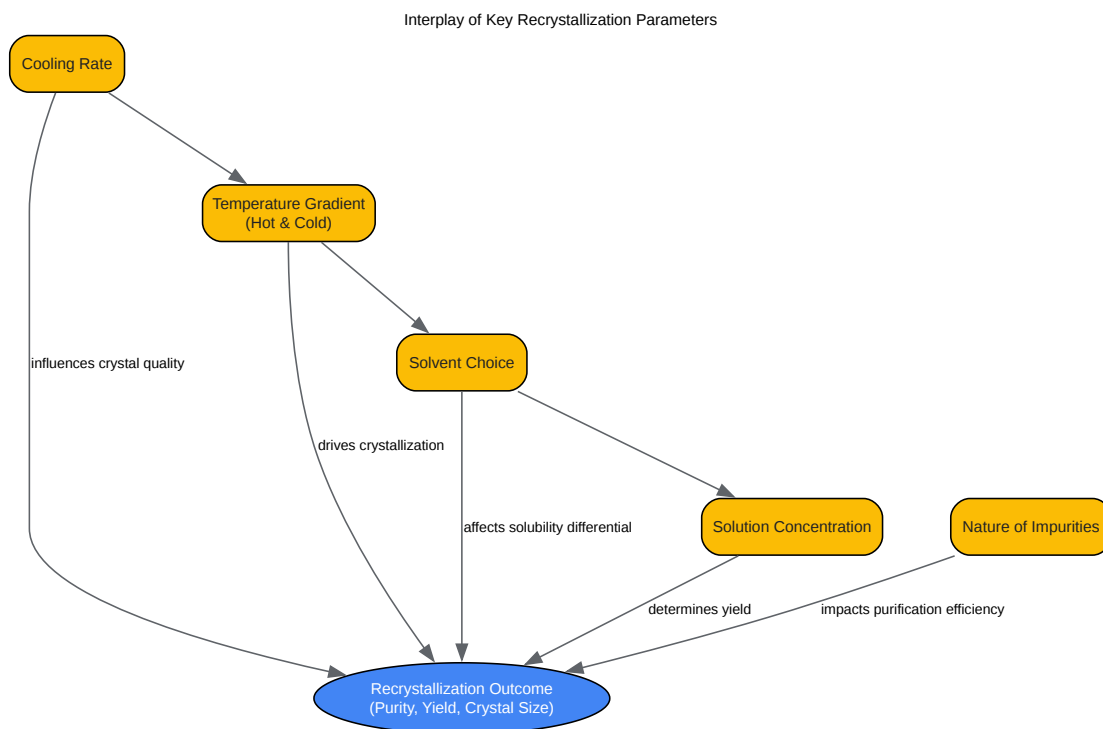 Interplay of Key Recrystallization Parameters
Cooling Rate
Temperature Gradient
(Hot & Cold)
Solvent Choice
influences crystal quality
drives crystallization
Solution Concentration
Nature of Impurities
affects solubility differential
determines yield
impacts purification efficiency
Recrystallization Outcome
(Purity, Yield, Crystal Size)